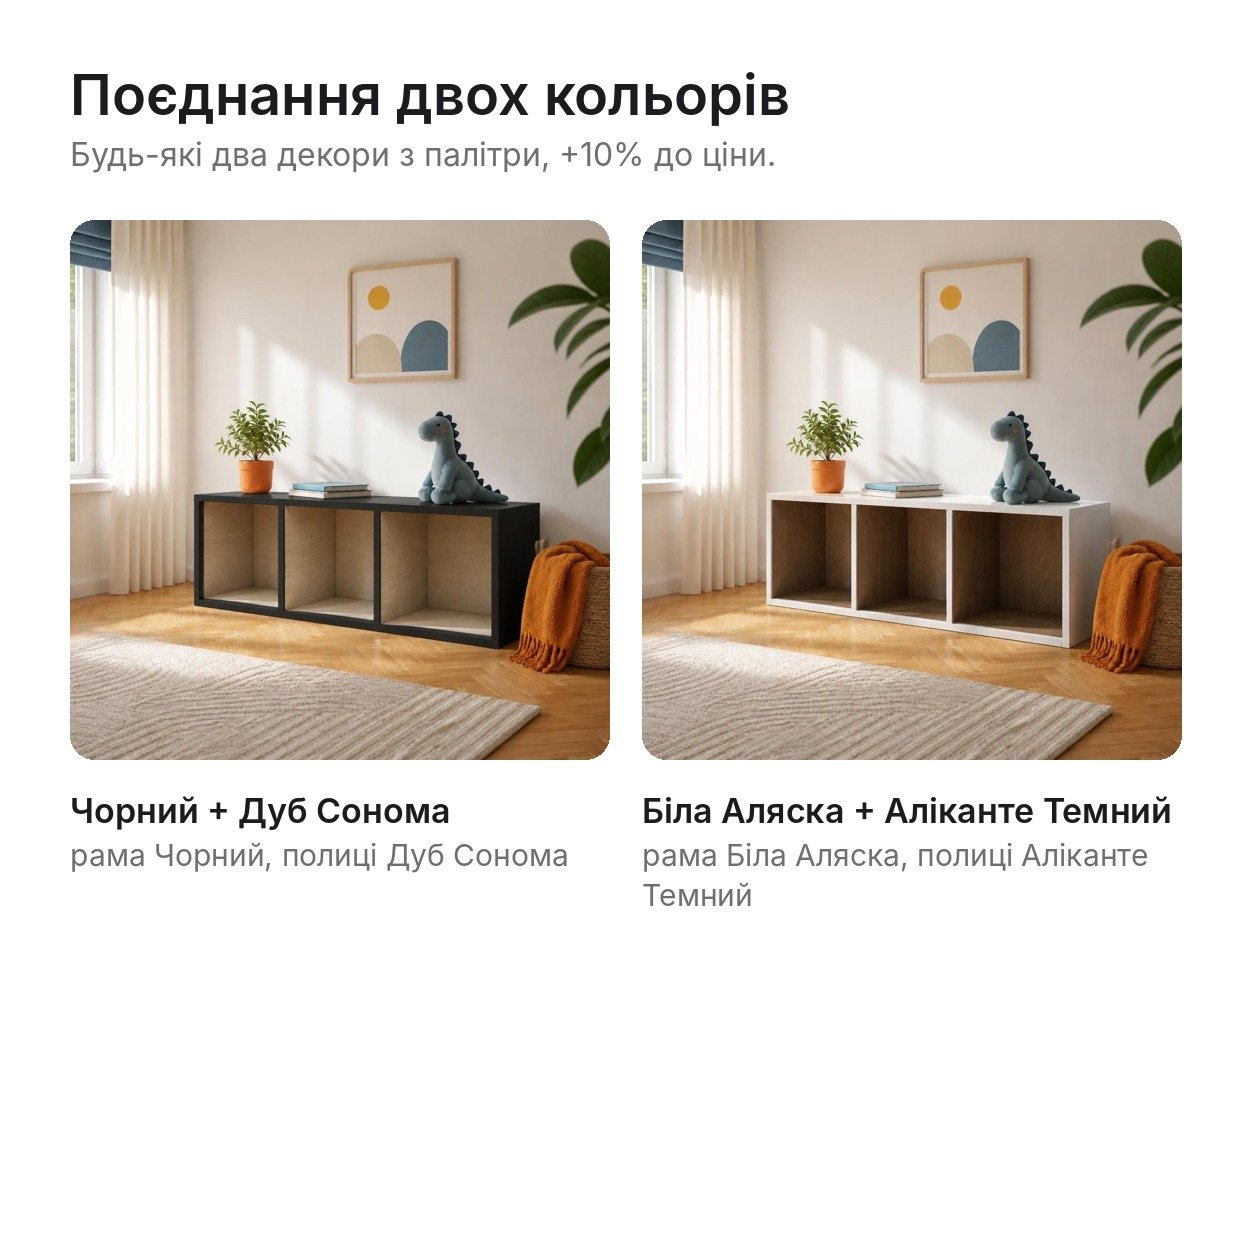 Поєднання двох кольорів
Будь-які два декори з палітри, +10% до ціни.
Чорний + Дуб Сонома
рама Чорний, полиці Дуб Сонома
Біла Аляска + Аліканте Темний
рама Біла Аляска, полиці Аліканте
Темний